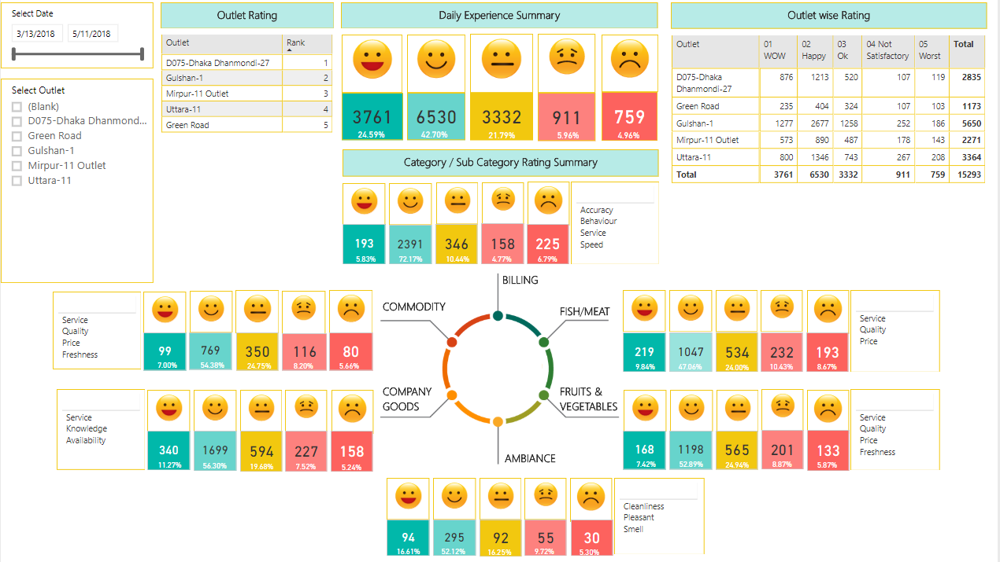 Select Date
3/13/2018 5/11/2018
Select Outlet
(Blank)
D075-Dhaka Dhanmond...
Green Road
Gulshan-1
Mirpur-11 Outlet
Uttara-11
Outlet Rating
Outlet Rank
D075-Dhaka Dhanmondi-27 1
Gulshan-1 2
Mirpur-11 Outlet 3
Uttara-11 4
Green Road 5
Daily Experience Summary
3761 6530 3332 911 759
24.59% 42.70% 21.79% 5.96% 4.96%
Outlet wise Rating
Outlet 01 02 03 04 Not 05 Total
WOW Happy Ok Satisfactory Worst
D075-Dhaka 876 1213 520 107 119 2835
Dhanmondi-27
Green Road 235 404 324 107 103 1173
Gulshan-1 1277 2677 1258 252 186 5650
Mirpur-11 Outlet 573 890 487 178 143 2271
Uttara-11 800 1346 743 267 208 3364
Total 3761 6530 3332 911 759 15293
Category / Sub Category Rating Summary
193 2391 346 158 225
5.83% 72.17% 10.44% 4.77% 6.79%
Accuracy
Behaviour
Service
Speed
BILLING
COMMODITY
FISH/MEAT
COMPANY
GOODS
FRUITS &
VEGETABLES
AMBIANCE
Service
Quality
Price
Freshness
99 769 350 116 80
7.00% 54.38% 24.75% 8.20% 5.66%
219 1047 534 232 193
9.84% 47.06% 24.00% 10.43% 8.67%
Service
Quality
Price
Service
Knowledge
Availability
340 1699 594 227 158
11.27% 56.30% 19.68% 7.52% 5.24%
168 1198 565 201 133
7.42% 52.89% 24.94% 8.87% 5.87%
Service
Quality
Price
Freshness
94 295 92 55 30
16.61% 52.12% 16.25% 9.72% 5.30%
Cleanliness
Pleasant
Smell